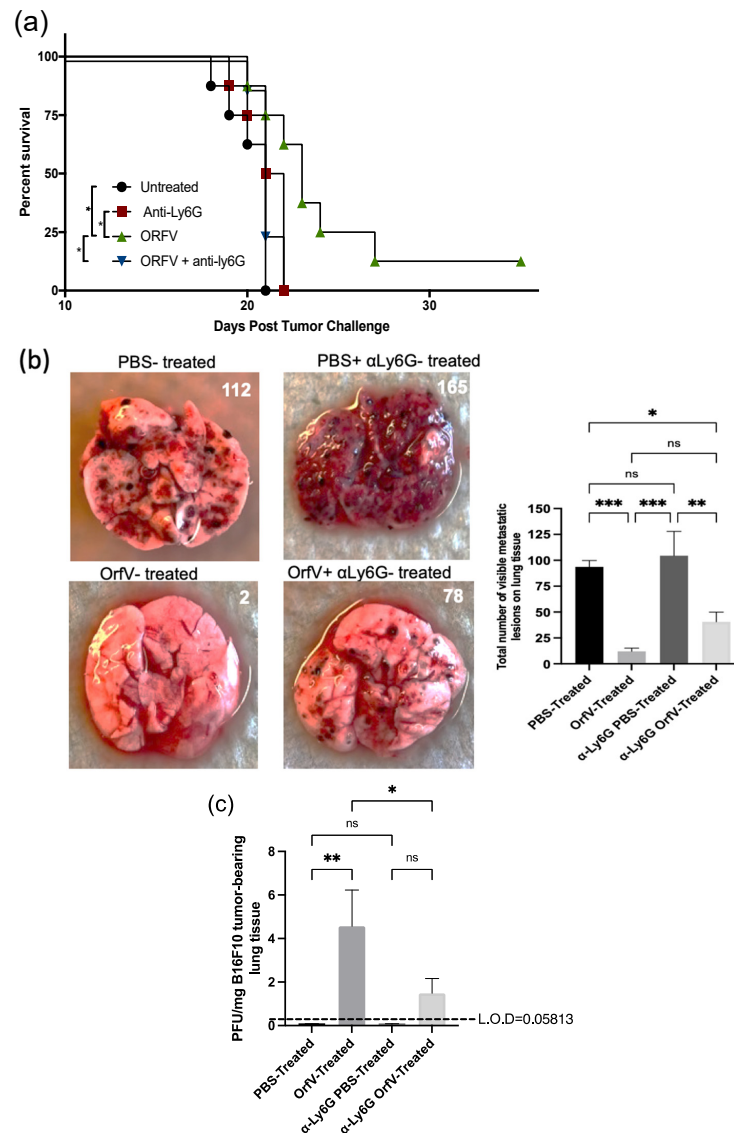 (a)
100
75
50
25
0
Percent survival
* Untreated
* Anti-Ly6G
ORFV
* ORFV + anti-ly6G
10 20 30
Days Post Tumor Challenge
(b)
PBS- treated
112
PBS+ αLy6G- treated
165
OrfV- treated
2
OrfV+ αLy6G- treated
78
*
ns
ns
*** *** **
Total number of visible metastatic
lesions on lung tissue
150
125
100
75
50
25
0
PBS-Treated
OrfV-Treated
α-Ly6G PBS-Treated
α-Ly6G OrfV-Treated
(c)
*
ns
** ns
PFU/mg B16F10 tumor-bearing
lung tissue
8
6
4
2
0
L.O.D=0.05813
PBS-Treated
OrfV-Treated
α-Ly6G PBS-Treated
α-Ly6G OrfV-Treated